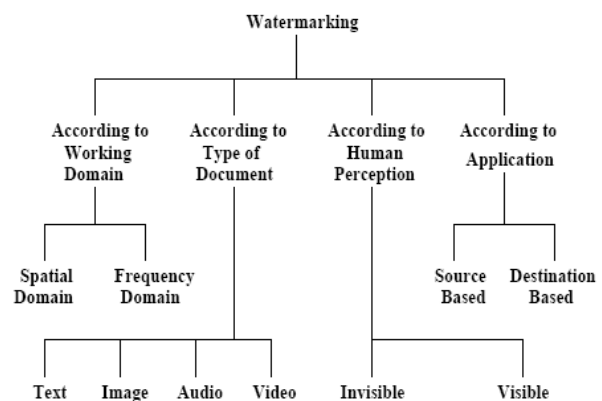 Watermarking
According to
Working
Domain
According to
Type of
Document
According to
Human
Perception
According to
Application
Spatial
Domain
Frequency
Domain
Source
Based
Destination
Based
Text
Image
Audio
Video
Invisible
Visible